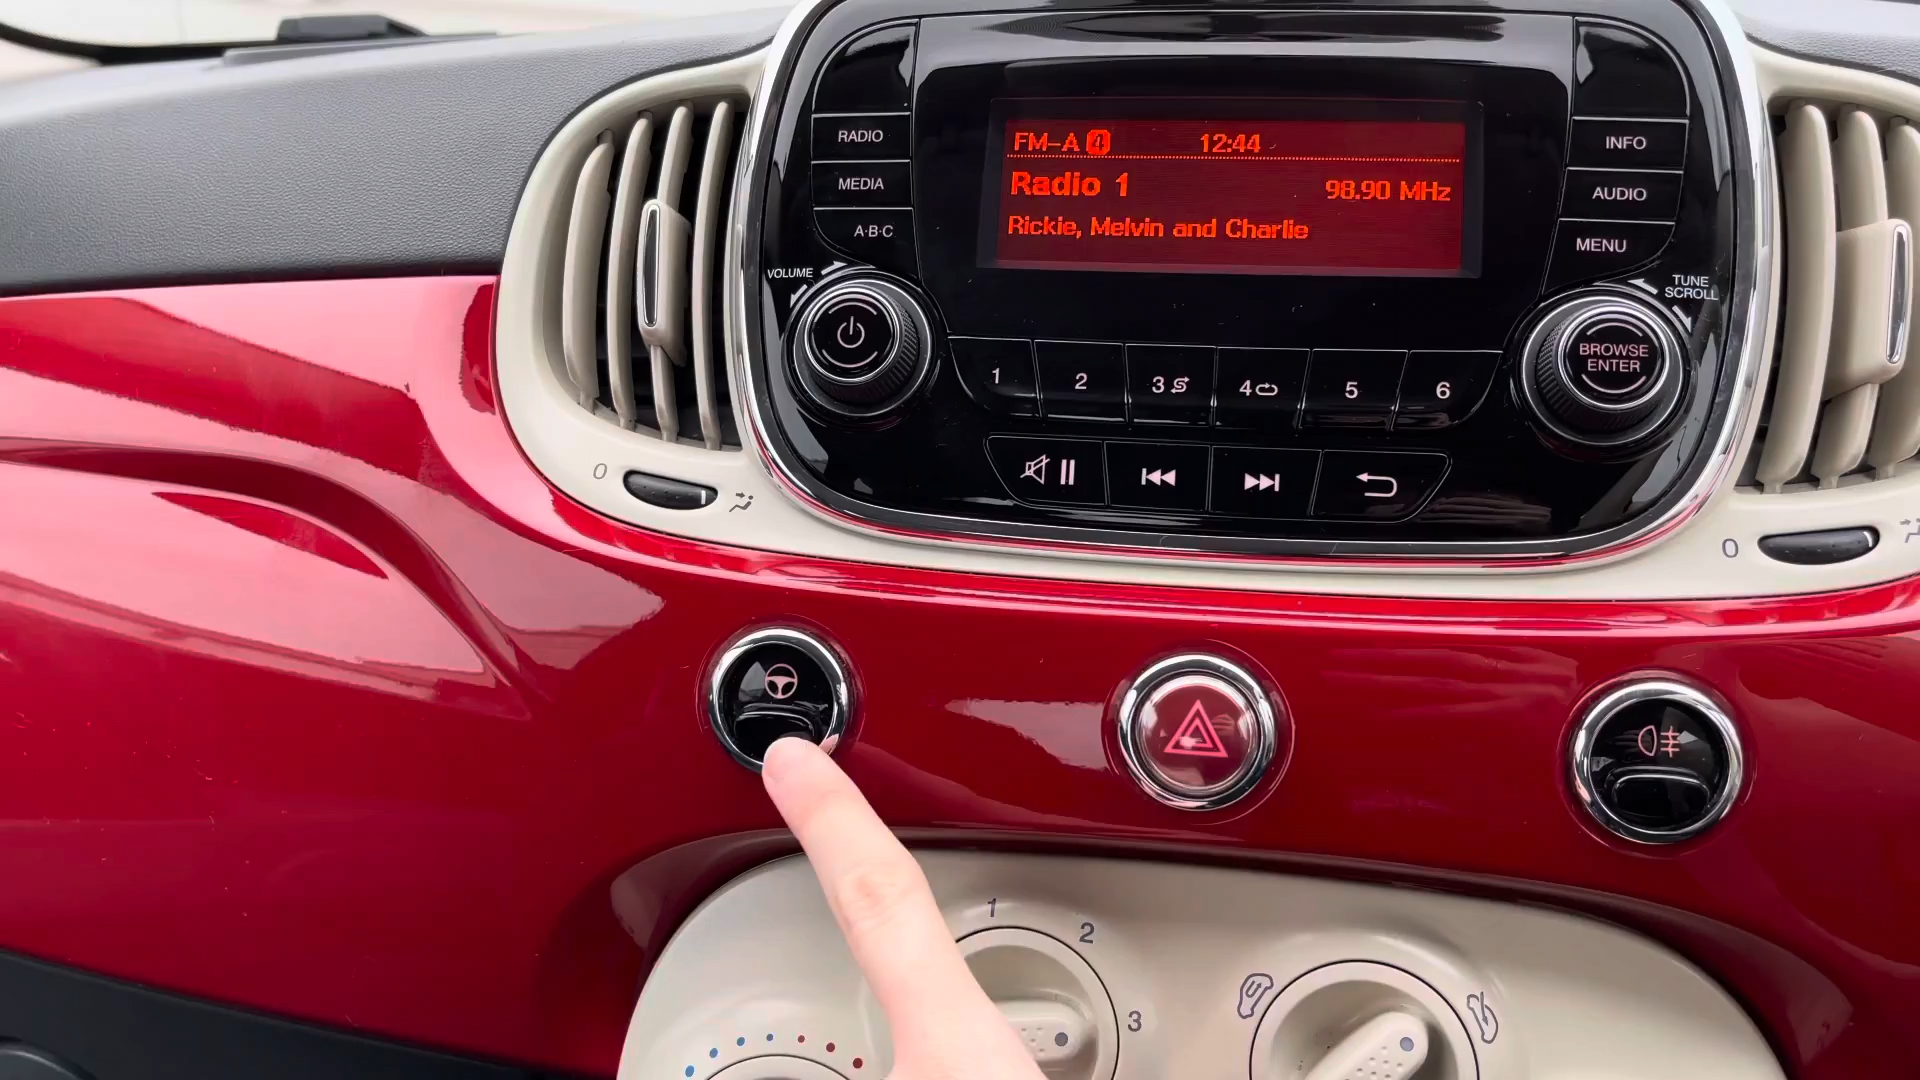 FM-A 4 12:44
Radio 1 98.90 MHz
Rickie, Melvin and Charlie
RADIO
MEDIA
A·B·C
VOLUME
INFO
AUDIO
MENU
TUNE
SCROLL
BROWSE
ENTER
1 2 3 4 5 6
0
0
1
2
3